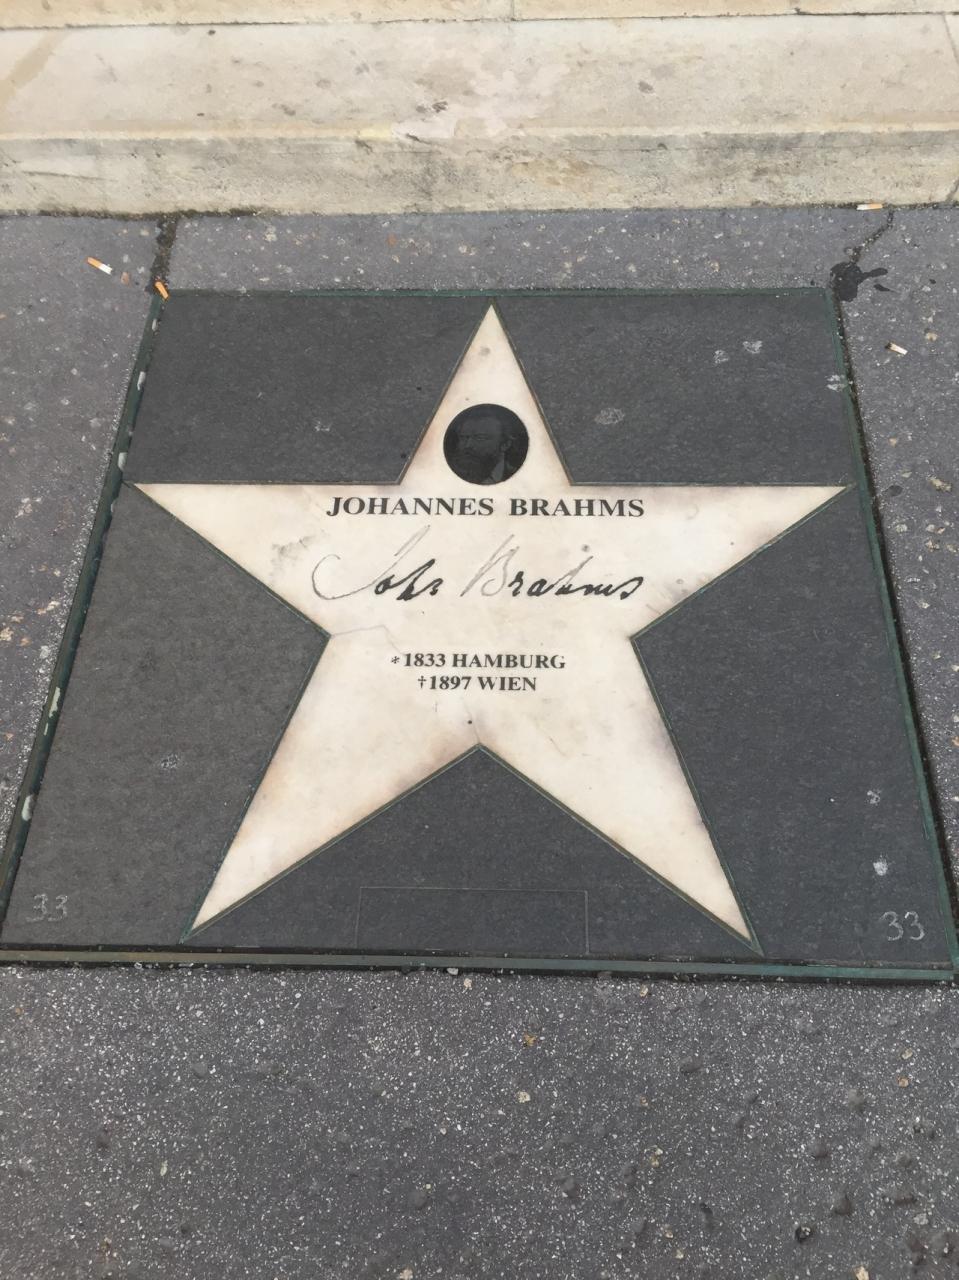 JOHANNES BRAHMS
Joh. Brahms
*1833 HAMBURG
†1897 WIEN
33
33